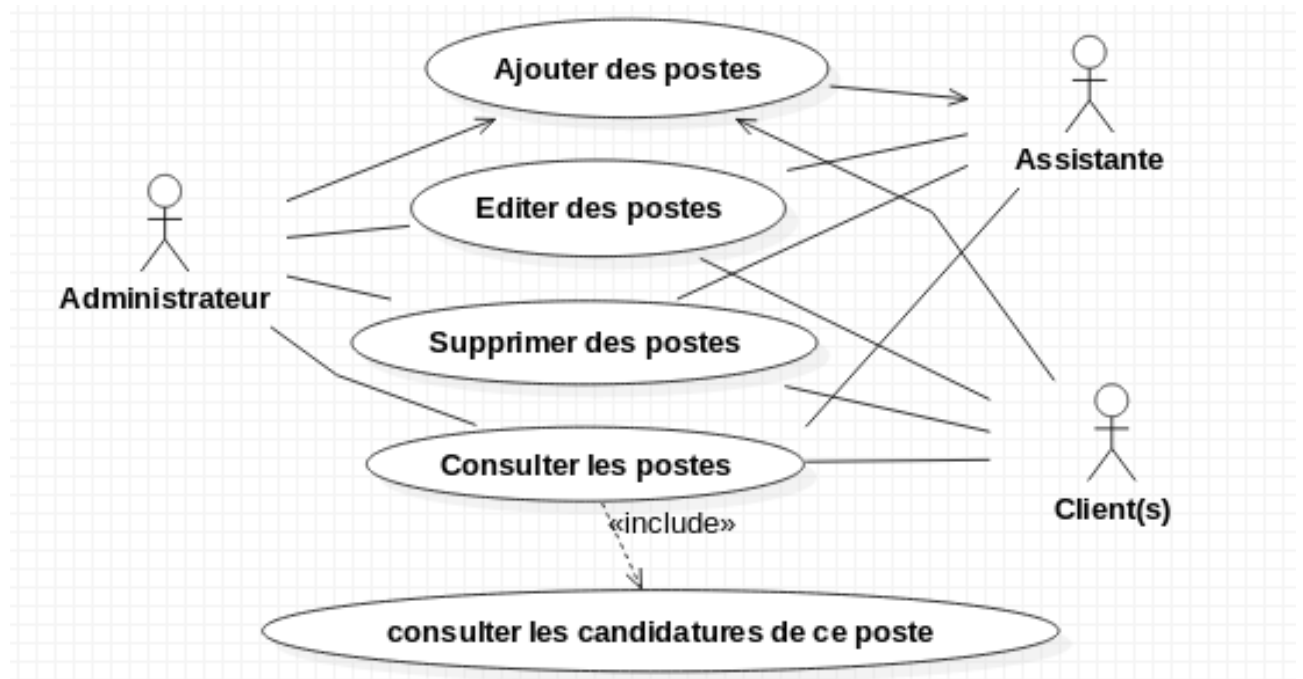 Ajouter des postes
Assistante
Editer des postes
Administrateur
Supprimer des postes
Consulter les postes
Client(s)
«include»
consulter les candidatures de ce poste